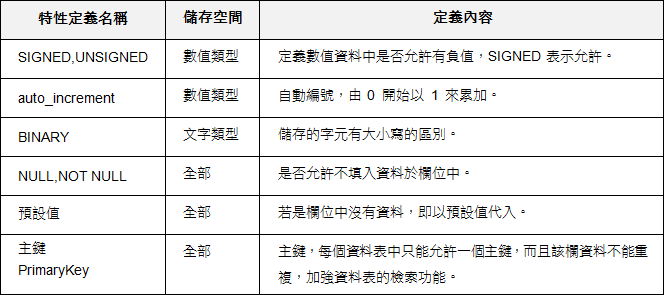 特性定義名稱 儲存空間 定義內容
SIGNED,UNSIGNED 數值類型 定義數值資料中是否允許有負值，SIGNED 表示允許。
auto_increment 數值類型 自動編號，由 0 開始以 1 來累加。
BINARY 文字類型 儲存的字元有大小寫的區別。
NULL,NOT NULL 全部 是否允許不填入資料於欄位中。
預設值 全部 若是欄位中沒有資料，即以預設值代入。
主鍵
PrimaryKey
全部
主鍵，每個資料表中只能允許一個主鍵，而且該欄資料不能重
複，加強資料表的檢索功能。